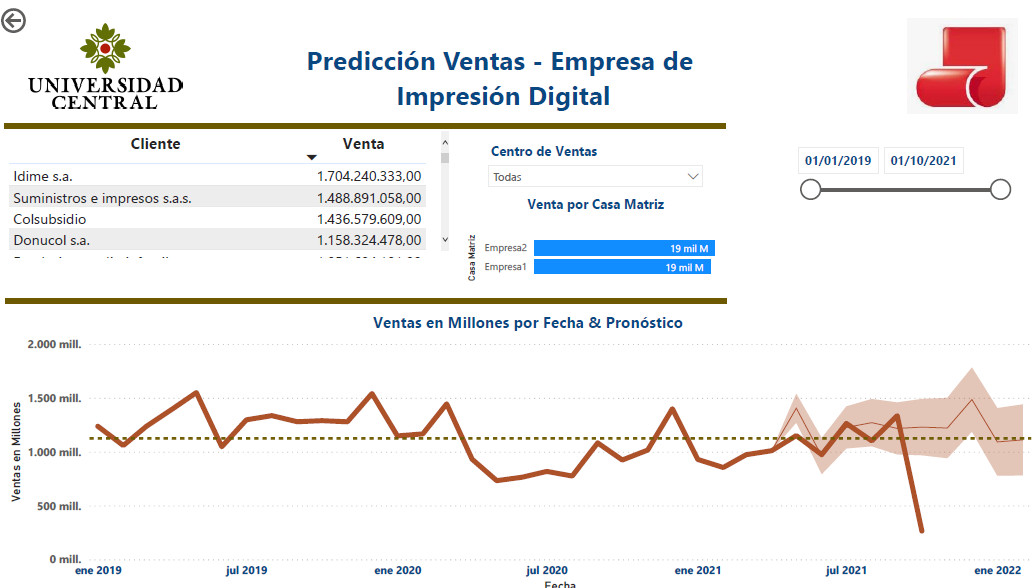 UNIVERSIDAD
CENTRAL
Predicción Ventas - Empresa de
Impresión Digital
Cliente Venta
Idime s.a. 1.704.240.333,00
Suministros e impresos s.a.s. 1.488.891.058,00
Colsubsidio 1.436.579.609,00
Donucol s.a. 1.158.324.478,00
Centro de Ventas
Todas
Venta por Casa Matriz
Casa Matriz
Empresa2 19 mil M
Empresa1 19 mil M
01/01/2019 01/10/2021
Ventas en Millones por Fecha & Pronóstico
Ventas en Millones
2.000 mill.
1.500 mill.
1.000 mill.
500 mill.
0 mill.
ene 2019 jul 2019 ene 2020 jul 2020 ene 2021 jul 2021 ene 2022
Fecha